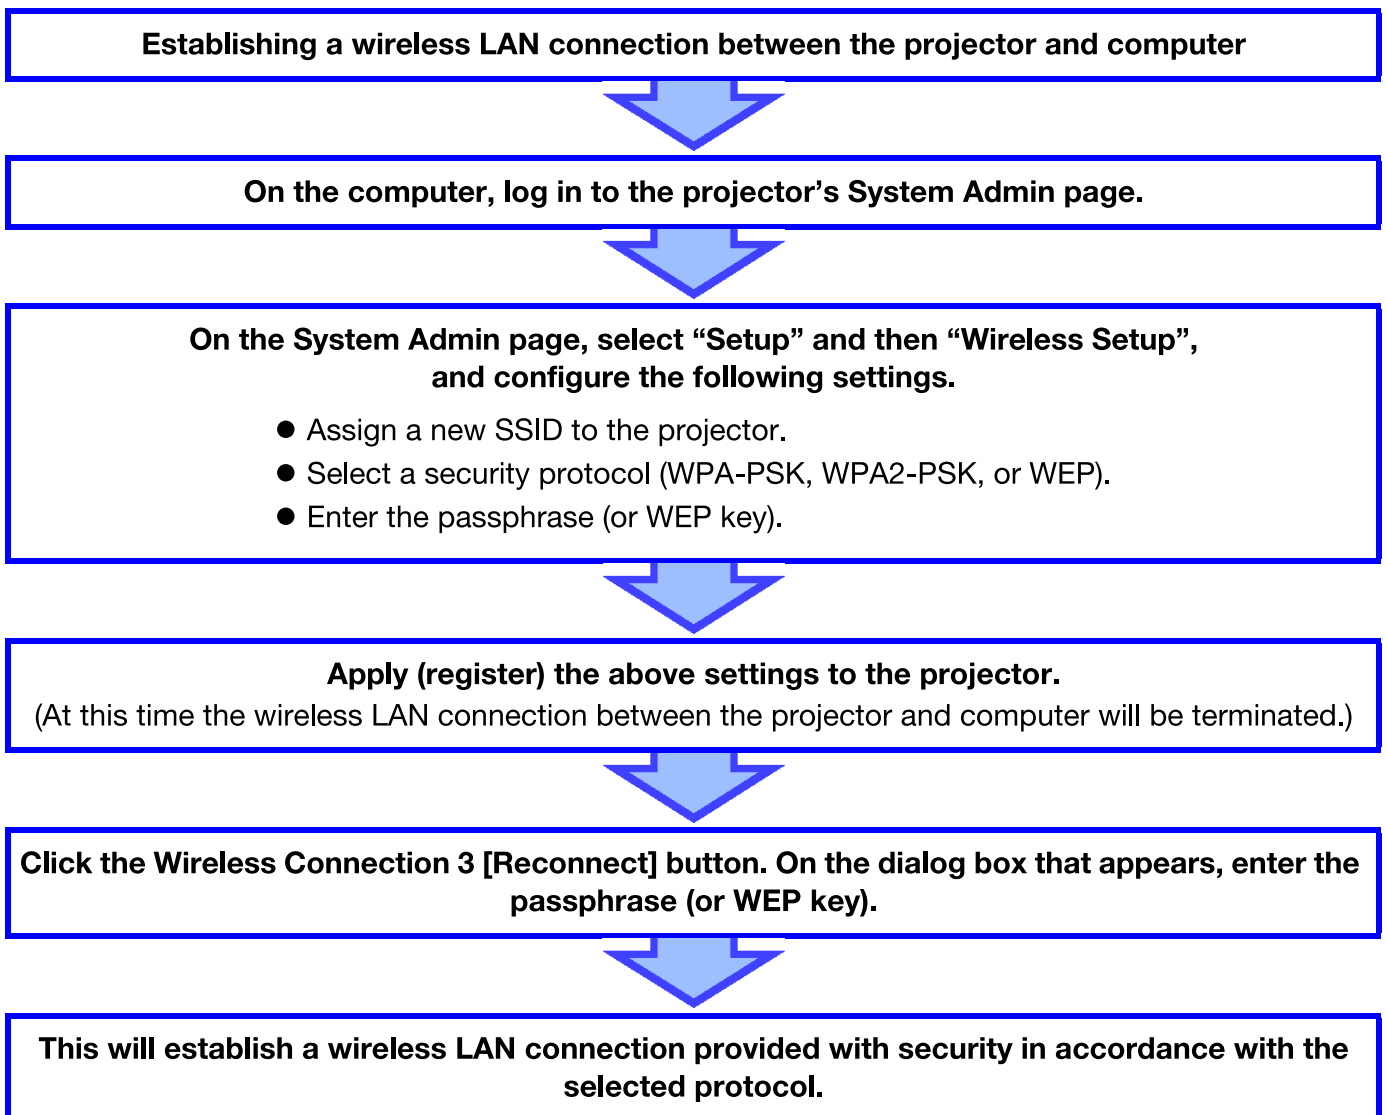 Establishing a wireless LAN connection between the projector and computer
On the computer, log in to the projector’s System Admin page.
On the System Admin page, select “Setup” and then “Wireless Setup”,
and configure the following settings.
● Assign a new SSID to the projector.
● Select a security protocol (WPA-PSK, WPA2-PSK, or WEP).
● Enter the passphrase (or WEP key).
Apply (register) the above settings to the projector.
(At this time the wireless LAN connection between the projector and computer will be terminated.)
Click the Wireless Connection 3 [Reconnect] button. On the dialog box that appears, enter the
passphrase (or WEP key).
This will establish a wireless LAN connection provided with security in accordance with the
selected protocol.